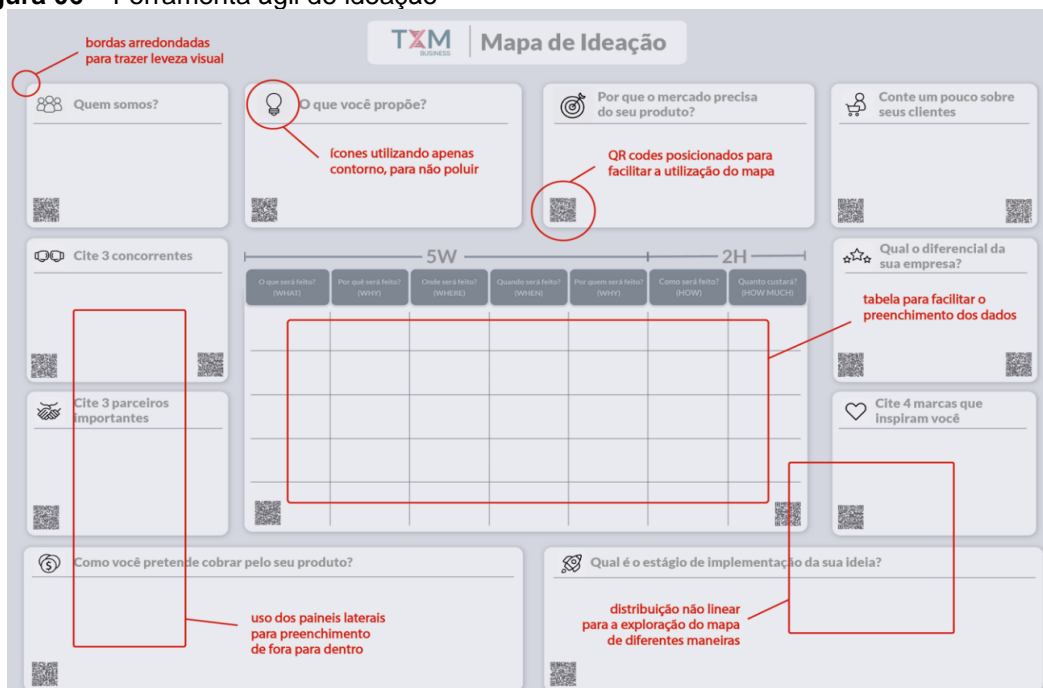 Ferramenta ágil de ideação
TXM
BUSINESS
Mapa de Ideação
bordas arredondadas
para trazer leveza visual
Quem somos?
O que você propõe?
Por que o mercado precisa
do seu produto?
Conte um pouco sobre
seus clientes
ícones utilizando apenas
contorno, para não poluir
QR codes posicionados para
facilitar a utilização do mapa
Cite 3 concorrentes
5W
2H
Qual o diferencial da
sua empresa?
O que será feito?
(WHAT)
Por quê será feito?
(WHY)
Onde será feito?
(WHERE)
Quando será feito?
(WHEN)
Por quem será feito?
(WHY)
Como será feito?
(HOW)
Quanto custará?
(HOW MUCH)
tabela para facilitar o
preenchimento dos dados
Cite 3 parceiros
importantes
Cite 4 marcas que
inspiram você
Como você pretende cobrar pelo seu produto?
Qual é o estágio de implementação da sua ideia?
uso dos paineis laterais
para preenchimento
de fora para dentro
distribuição não linear
para a exploração do mapa
de diferentes maneiras